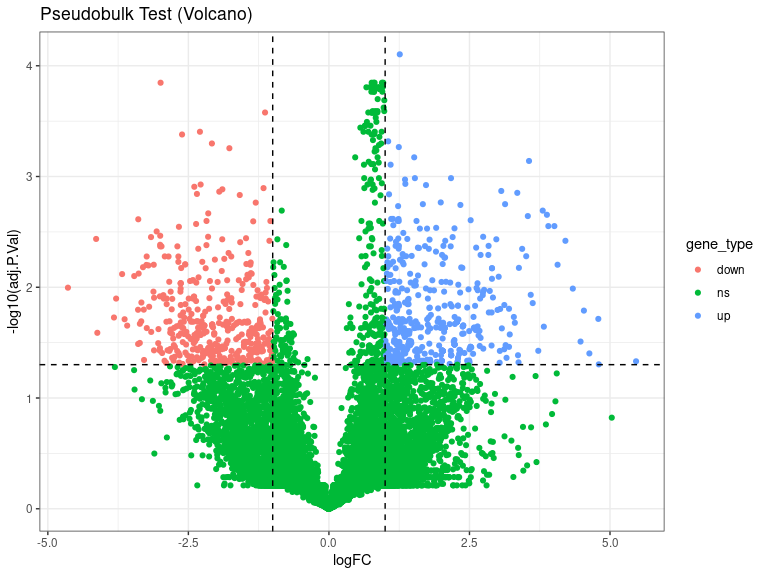 Pseudobulk Test (Volcano)
4
3
2
1
0
-log10(adj.P.Val)
-5.0
-2.5
0.0
2.5
5.0
logFC
gene_type
down
ns
up